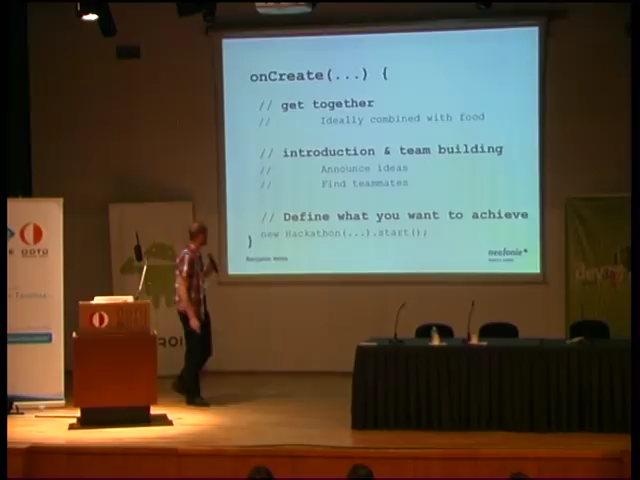 onCreate(...) {
// get together
// Ideally combined with food
// introduction & team building
// Announce ideas
// Find teammates
// Define what you want to achieve
new Hackathon(...).start();
}
neofonie
ODTÜ